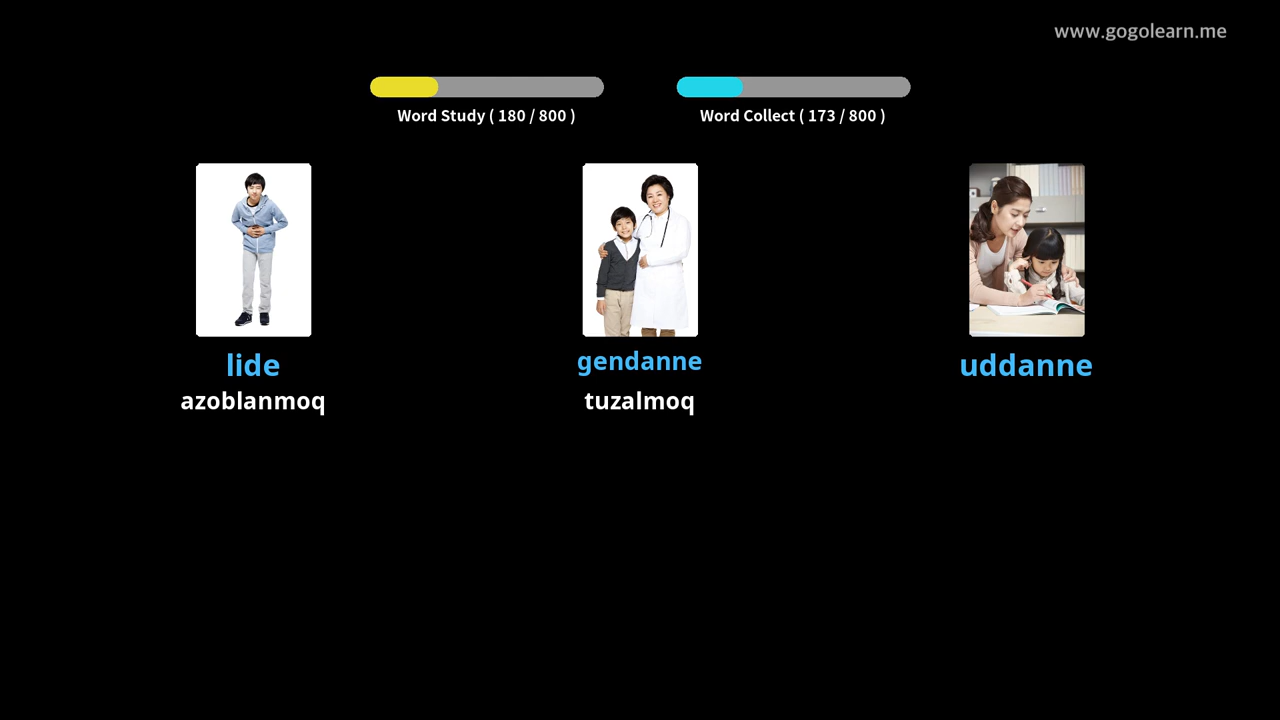 www.gogolearn.me
Word Study ( 180 / 800 )
Word Collect ( 173 / 800 )
lide
azoblanmoq
gendanne
tuzalmoq
uddanne